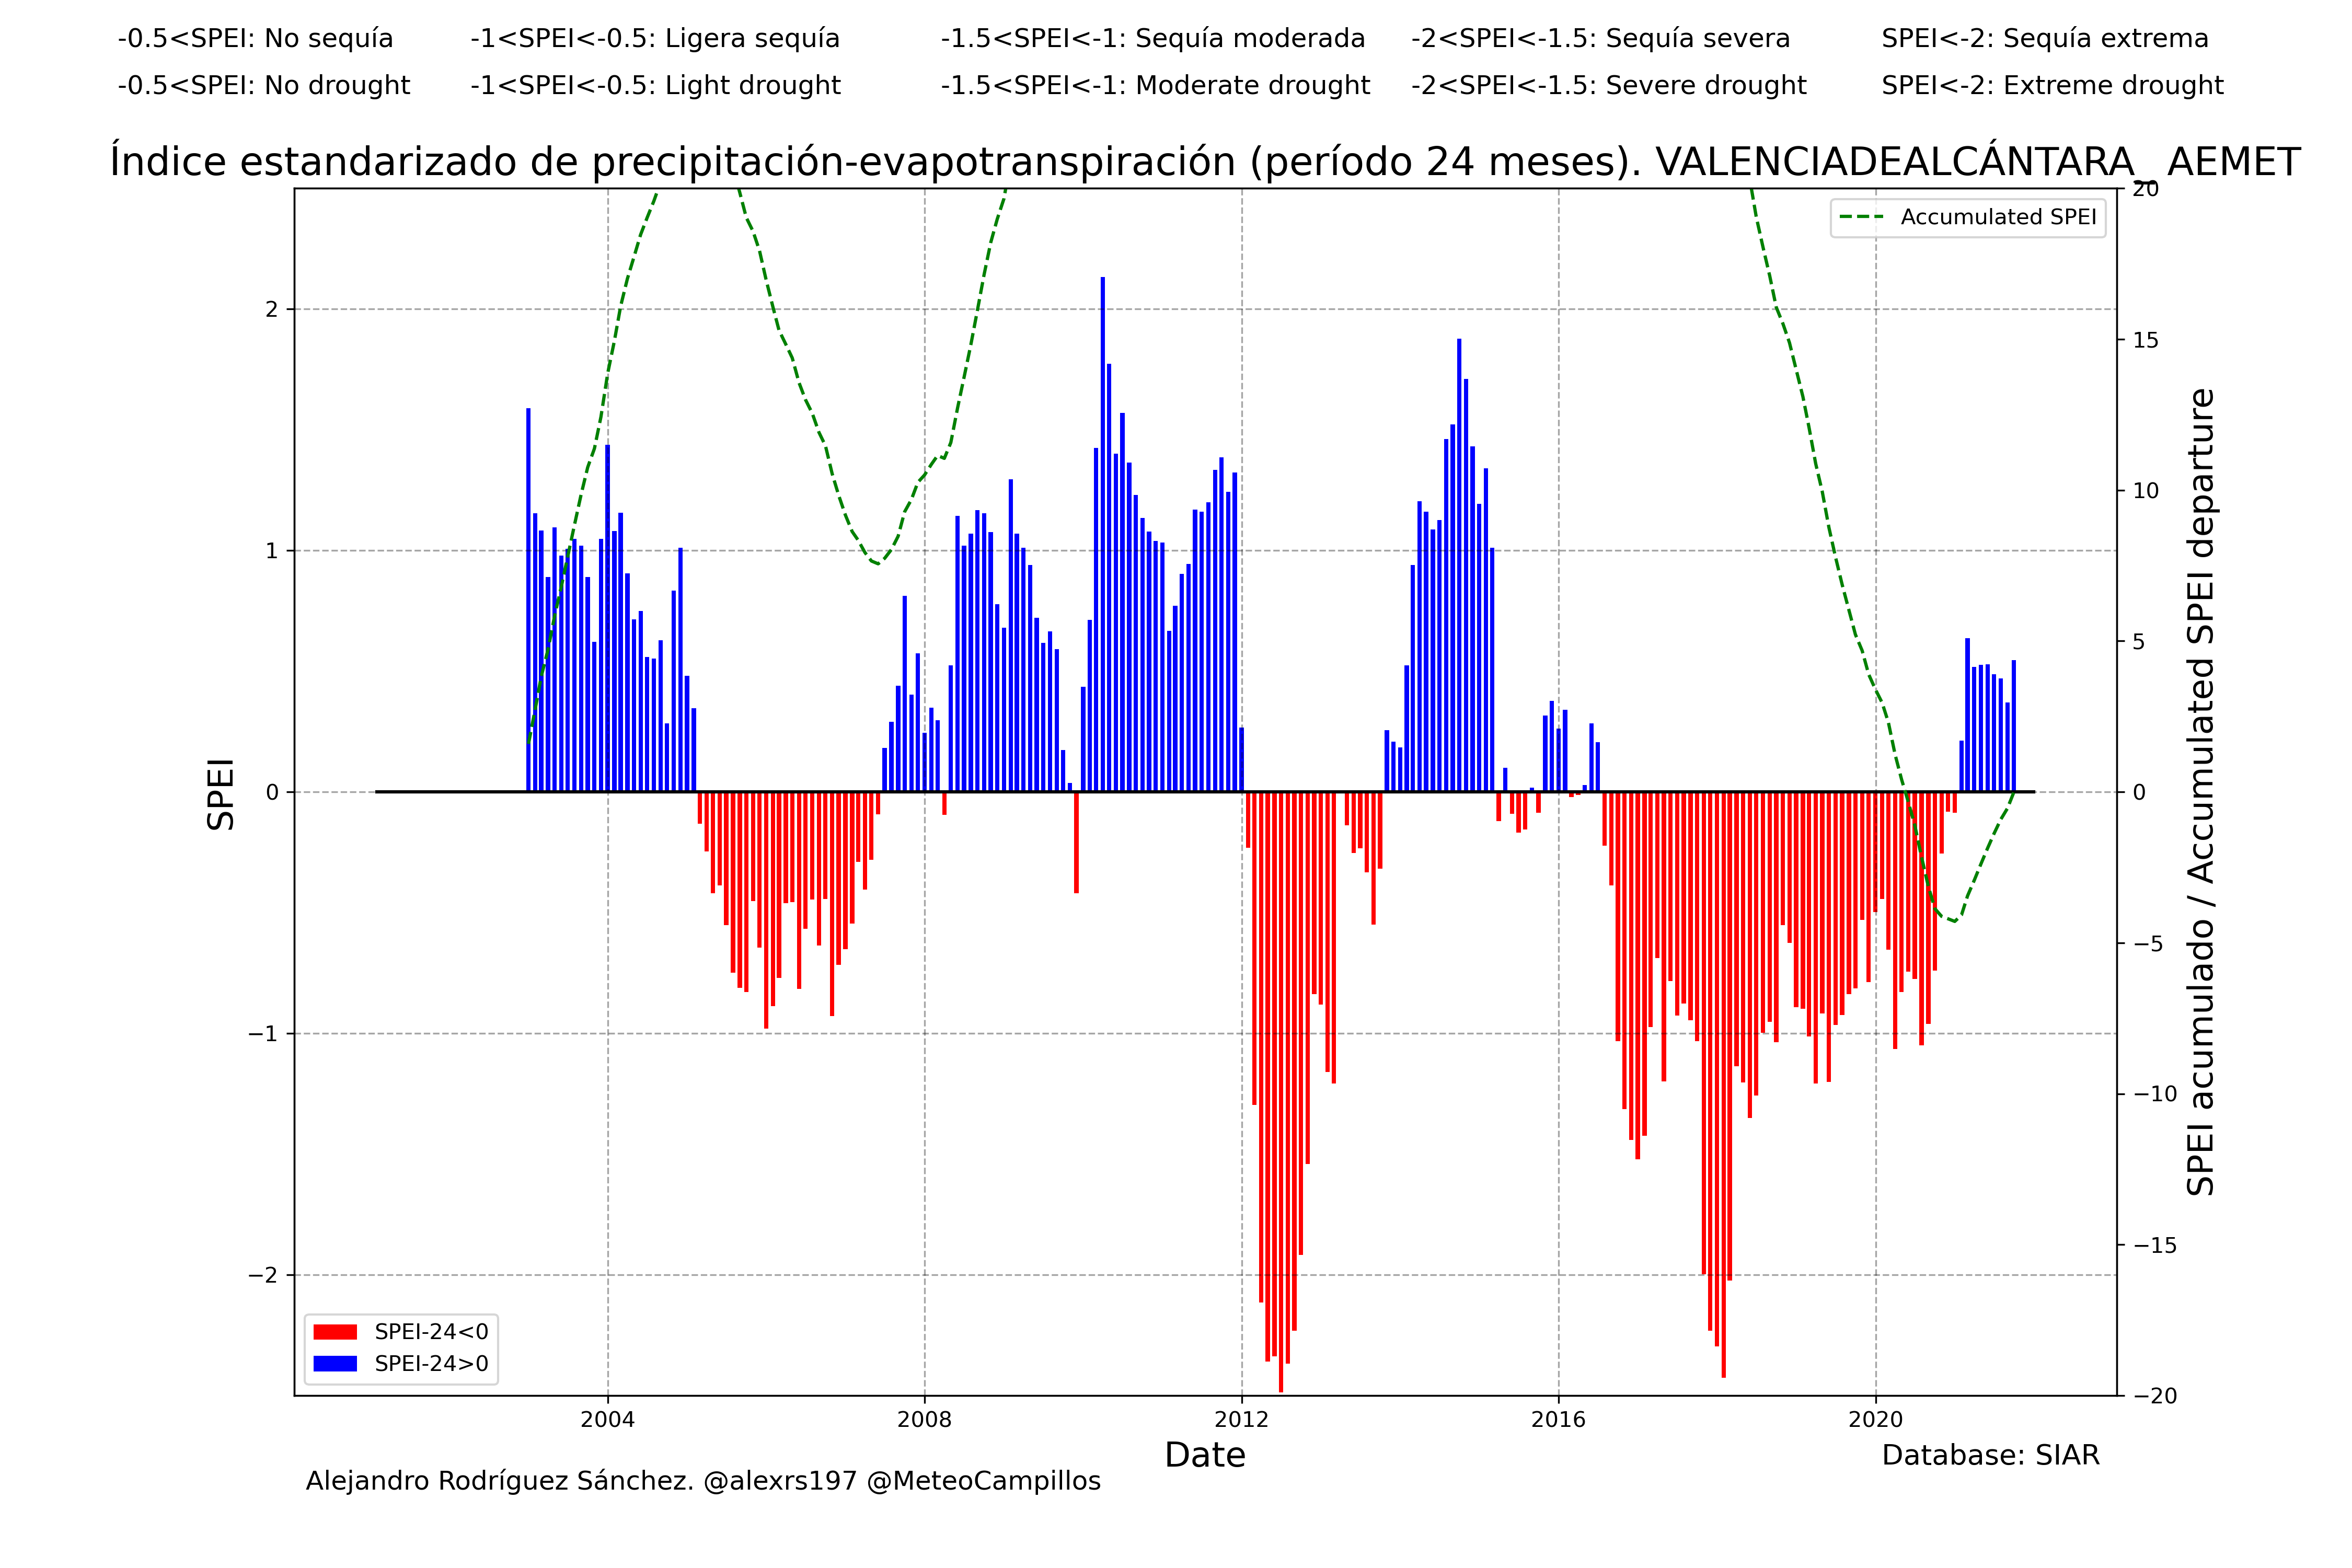 -0.5<SPEI: No sequía -1<SPEI<-0.5: Ligera sequía -1.5<SPEI<-1: Sequía moderada -2<SPEI<-1.5: Sequía severa SPEI<-2: Sequía extrema
-0.5<SPEI: No drought -1<SPEI<-0.5: Light drought -1.5<SPEI<-1: Moderate drought -2<SPEI<-1.5: Severe drought SPEI<-2: Extreme drought
Índice estandarizado de precipitación-evapotranspiración (período 24 meses). VALENCIADEALCÁNTARA_ AEMET
Accumulated SPEI
2
1
0
−1
−2
SPEI
20
15
10
5
0
−5
−10
−15
−20
SPEI acumulado / Accumulated SPEI departure
SPEI-24<0
SPEI-24>0
2004 2008 2012 2016 2020
Date
Database: SIAR
Alejandro Rodríguez Sánchez. @alexrs197 @MeteoCampillos